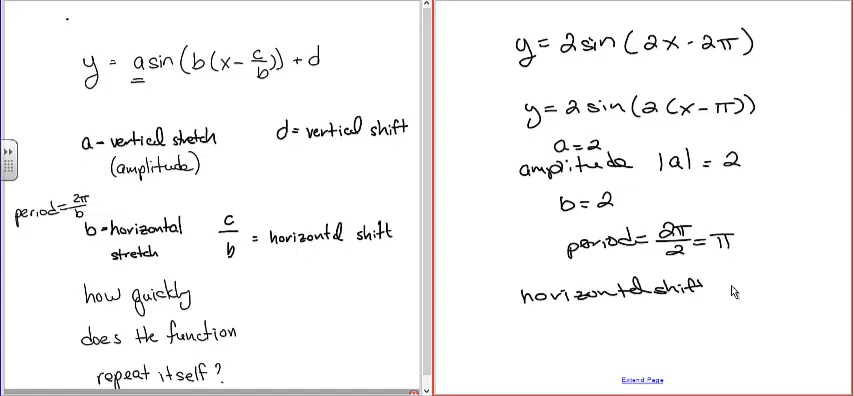 y = a sin(b(x - c/b)) + d
a - vertical stretch
(amplitude)
d = vertical shift
period = 2π/b
b - horizontal
stretch
c/b = horizontal shift
how quickly
does the function
repeat itself?
y = 2 sin(2x - 2π)
y = 2 sin(2(x - π))
a = 2
amplitude |a| = 2
b = 2
period = 2π/2 = π
horizontal shift
Extend Page